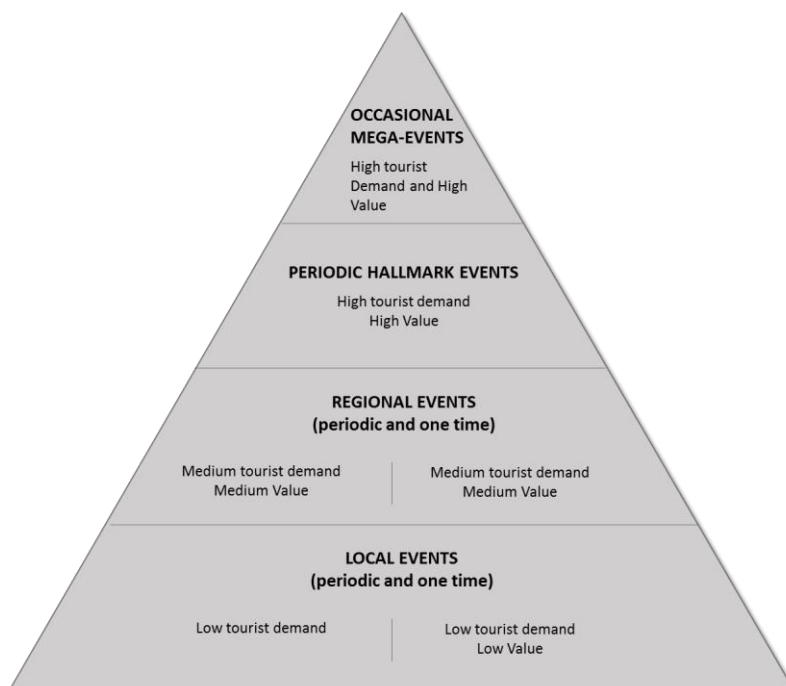 OCCASIONAL
MEGA-EVENTS
High tourist
Demand and High
Value
PERIODIC HALLMARK EVENTS
High tourist demand
High Value
REGIONAL EVENTS
(periodic and one time)
Medium tourist demand
Medium Value
Medium tourist demand
Medium Value
LOCAL EVENTS
(periodic and one time)
Low tourist demand
Low tourist demand
Low Value